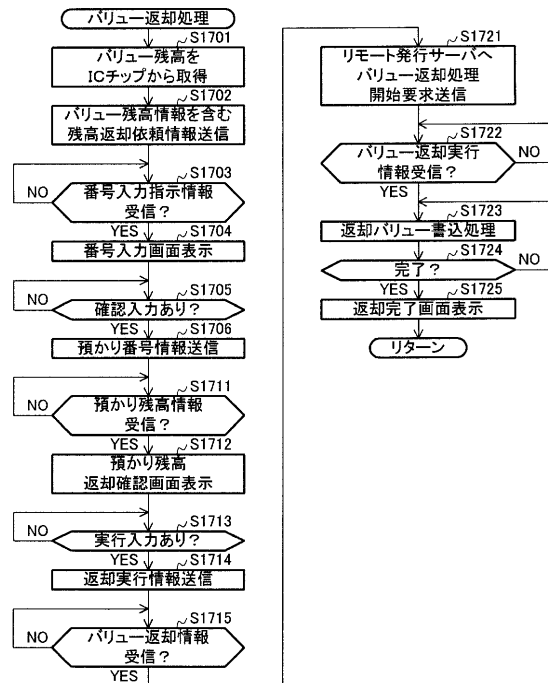 バリュー返却処理
S1701
バリュー残高を
ICチップから取得
S1702
バリュー残高情報を含む
残高返却依頼情報送信
S1703
番号入力指示情報
受信？
NO
YES
S1704
番号入力画面表示
S1705
確認入力あり？
NO
YES
S1706
預かり番号情報送信
S1711
預かり残高情報
受信？
NO
YES
S1712
預かり残高
返却確認画面表示
S1713
実行入力あり？
NO
YES
S1714
返却実行情報送信
S1715
バリュー返却情報
受信？
NO
YES
S1721
リモート発行サーバへ
バリュー返却処理
開始要求送信
S1722
バリュー返却実行
情報受信？
NO
YES
S1723
返却バリュー書込処理
S1724
完了？
NO
YES
S1725
返却完了画面表示
リターン